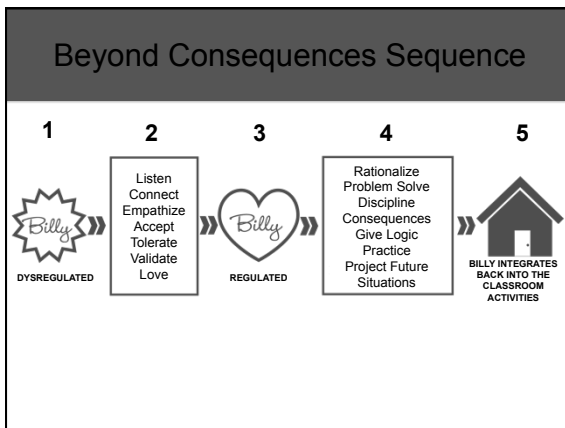 Beyond Consequences Sequence
1
2
3
4
5
Billy
DYSREGULATED
Listen
Connect
Empathize
Accept
Tolerate
Validate
Love
Billy
REGULATED
Rationalize
Problem Solve
Discipline
Consequences
Give Logic
Practice
Project Future
Situations
BILLY INTEGRATES
BACK INTO THE
CLASSROOM
ACTIVITIES